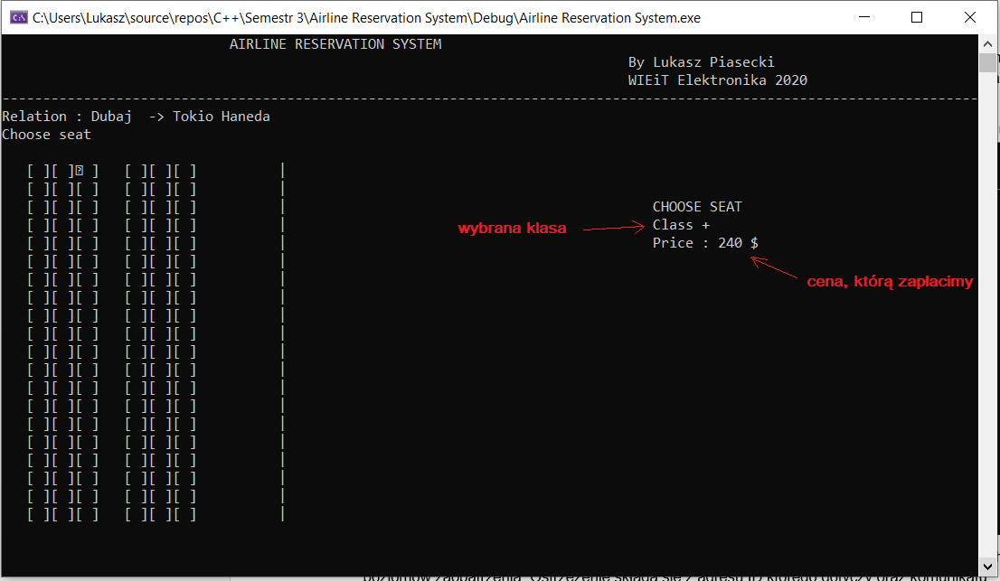 C:\Users\Lukasz\source\repos\C++\Semestr 3\Airline Reservation System\Debug\Airline Reservation System.exe
AIRLINE RESERVATION SYSTEM
By Lukasz Piasecki
WIEiT Elektronika 2020
------------------------------------------------------------------------------------------------------------------------
Relation : Dubaj  -> Tokio Haneda
Choose seat
[ ][ ]⍰ ]   [ ][ ][ ]          |
[ ][ ][ ]   [ ][ ][ ]          |
[ ][ ][ ]   [ ][ ][ ]          |   CHOOSE SEAT
[ ][ ][ ]   [ ][ ][ ]          |   wybrana klasa   Class +
[ ][ ][ ]   [ ][ ][ ]          |   Price : 240 $
[ ][ ][ ]   [ ][ ][ ]          |
[ ][ ][ ]   [ ][ ][ ]          |   cena, którą zapłacimy
[ ][ ][ ]   [ ][ ][ ]          |
[ ][ ][ ]   [ ][ ][ ]          |
[ ][ ][ ]   [ ][ ][ ]          |
[ ][ ][ ]   [ ][ ][ ]          |
[ ][ ][ ]   [ ][ ][ ]          |
[ ][ ][ ]   [ ][ ][ ]          |
[ ][ ][ ]   [ ][ ][ ]          |
[ ][ ][ ]   [ ][ ][ ]          |
[ ][ ][ ]   [ ][ ][ ]          |
[ ][ ][ ]   [ ][ ][ ]          |
[ ][ ][ ]   [ ][ ][ ]          |
[ ][ ][ ]   [ ][ ][ ]          |
[ ][ ][ ]   [ ][ ][ ]          |